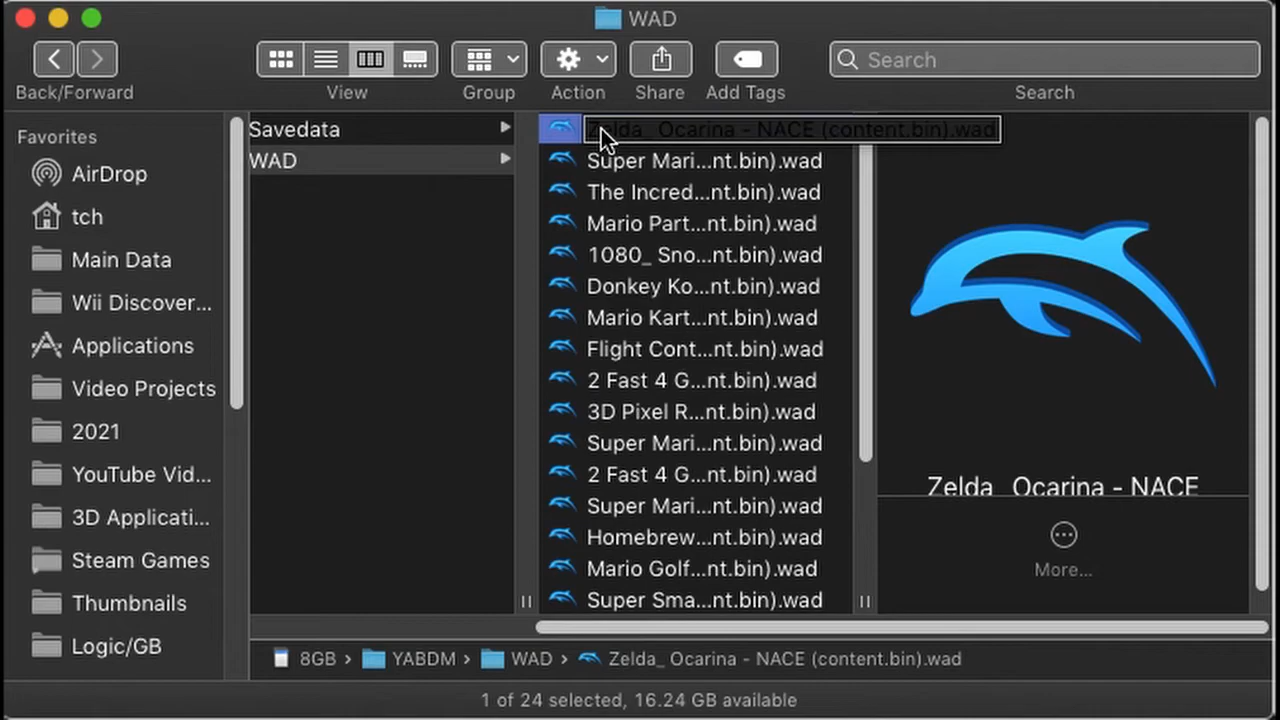 WAD
Search
Back/Forward
View
Group
Action
Share
Add Tags
Search
Favorites
AirDrop
tch
Main Data
Wii Discover...
Applications
Video Projects
2021
YouTube Vid...
3D Applicati...
Steam Games
Thumbnails
Logic/GB
Savedata
WAD
Zelda_ Ocarina - NACE (content.bin).wad
Super Mari...nt.bin).wad
The Incred...nt.bin).wad
Mario Part...nt.bin).wad
1080_ Sno...nt.bin).wad
Donkey Ko...nt.bin).wad
Mario Kart...nt.bin).wad
Flight Cont...nt.bin).wad
2 Fast 4 G...nt.bin).wad
3D Pixel R...nt.bin).wad
Super Mari...nt.bin).wad
2 Fast 4 G...nt.bin).wad
Super Mari...nt.bin).wad
Homebrew...nt.bin).wad
Mario Golf...nt.bin).wad
Super Sma...nt.bin).wad
Zelda_ Ocarina - NACE
More...
8GB › YABDM › WAD › Zelda_ Ocarina - NACE (content.bin).wad
1 of 24 selected, 16.24 GB available